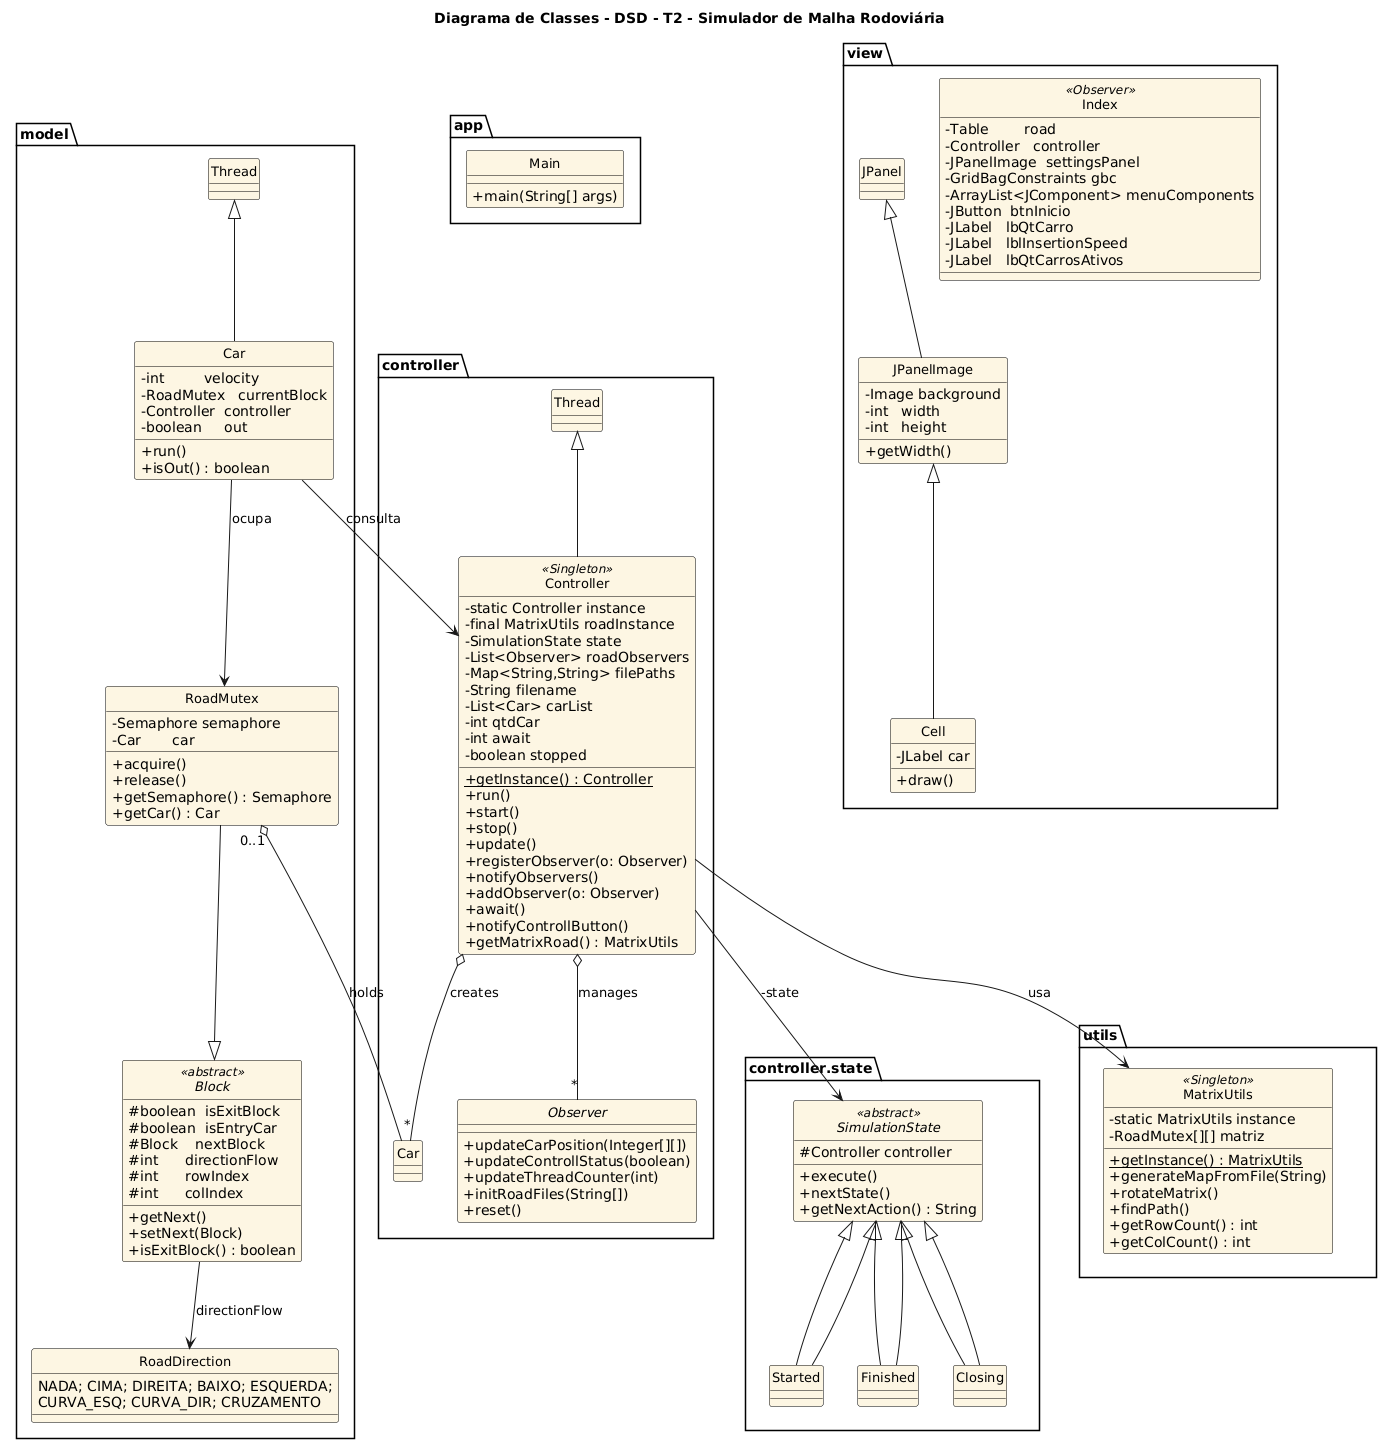 Diagrama de Classes - DSD - T2 - Simulador de Malha Rodoviária
model
Thread
Car
-int velocity
-RoadMutex currentBlock
-Controller controller
-boolean out
+run()
+isOut() : boolean
ocupa
consulta
RoadMutex
-Semaphore semaphore
-Car car
+acquire()
+release()
+getSemaphore() : Semaphore
+getCar() : Car
0..1
holds
«abstract»
Block
#boolean isExitBlock
#boolean isEntryCar
#Block nextBlock
#int directionFlow
#int rowIndex
#int colIndex
+getNext()
+setNext(Block)
+isExitBlock() : boolean
directionFlow
RoadDirection
NADA; CIMA; DIREITA; BAIXO; ESQUERDA;
CURVA_ESQ; CURVA_DIR; CRUZAMENTO
app
Main
+main(String[] args)
controller
Thread
«Singleton»
Controller
-static Controller instance
-final MatrixUtils roadInstance
-SimulationState state
-List<Observer> roadObservers
-Map<String,String> filePaths
-String filename
-List<Car> carList
-int qtdCar
-int await
-boolean stopped
+getInstance() : Controller
+run()
+start()
+stop()
+update()
+registerObserver(o: Observer)
+notifyObservers()
+addObserver(o: Observer)
+await()
+notifyControllButton()
+getMatrixRoad() : MatrixUtils
creates
*
Car
manages
*
Observer
+updateCarPosition(Integer[][])
+updateControllStatus(boolean)
+updateThreadCounter(int)
+initRoadFiles(String[])
+reset()
view
«Observer»
Index
-Table road
-Controller controller
-JPanelImage settingsPanel
-GridBagConstraints gbc
-ArrayList<JComponent> menuComponents
-JButton btnInicio
-JLabel lbQtCarro
-JLabel lblInsertionSpeed
-JLabel lbQtCarrosAtivos
JPanel
JPanelImage
-Image background
-int width
-int height
+getWidth()
Cell
-JLabel car
+draw()
-state
usa
controller.state
«abstract»
SimulationState
#Controller controller
+execute()
+nextState()
+getNextAction() : String
Started
Finished
Closing
utils
«Singleton»
MatrixUtils
-static MatrixUtils instance
-RoadMutex[][] matriz
+getInstance() : MatrixUtils
+generateMapFromFile(String)
+rotateMatrix()
+findPath()
+getRowCount() : int
+getColCount() : int